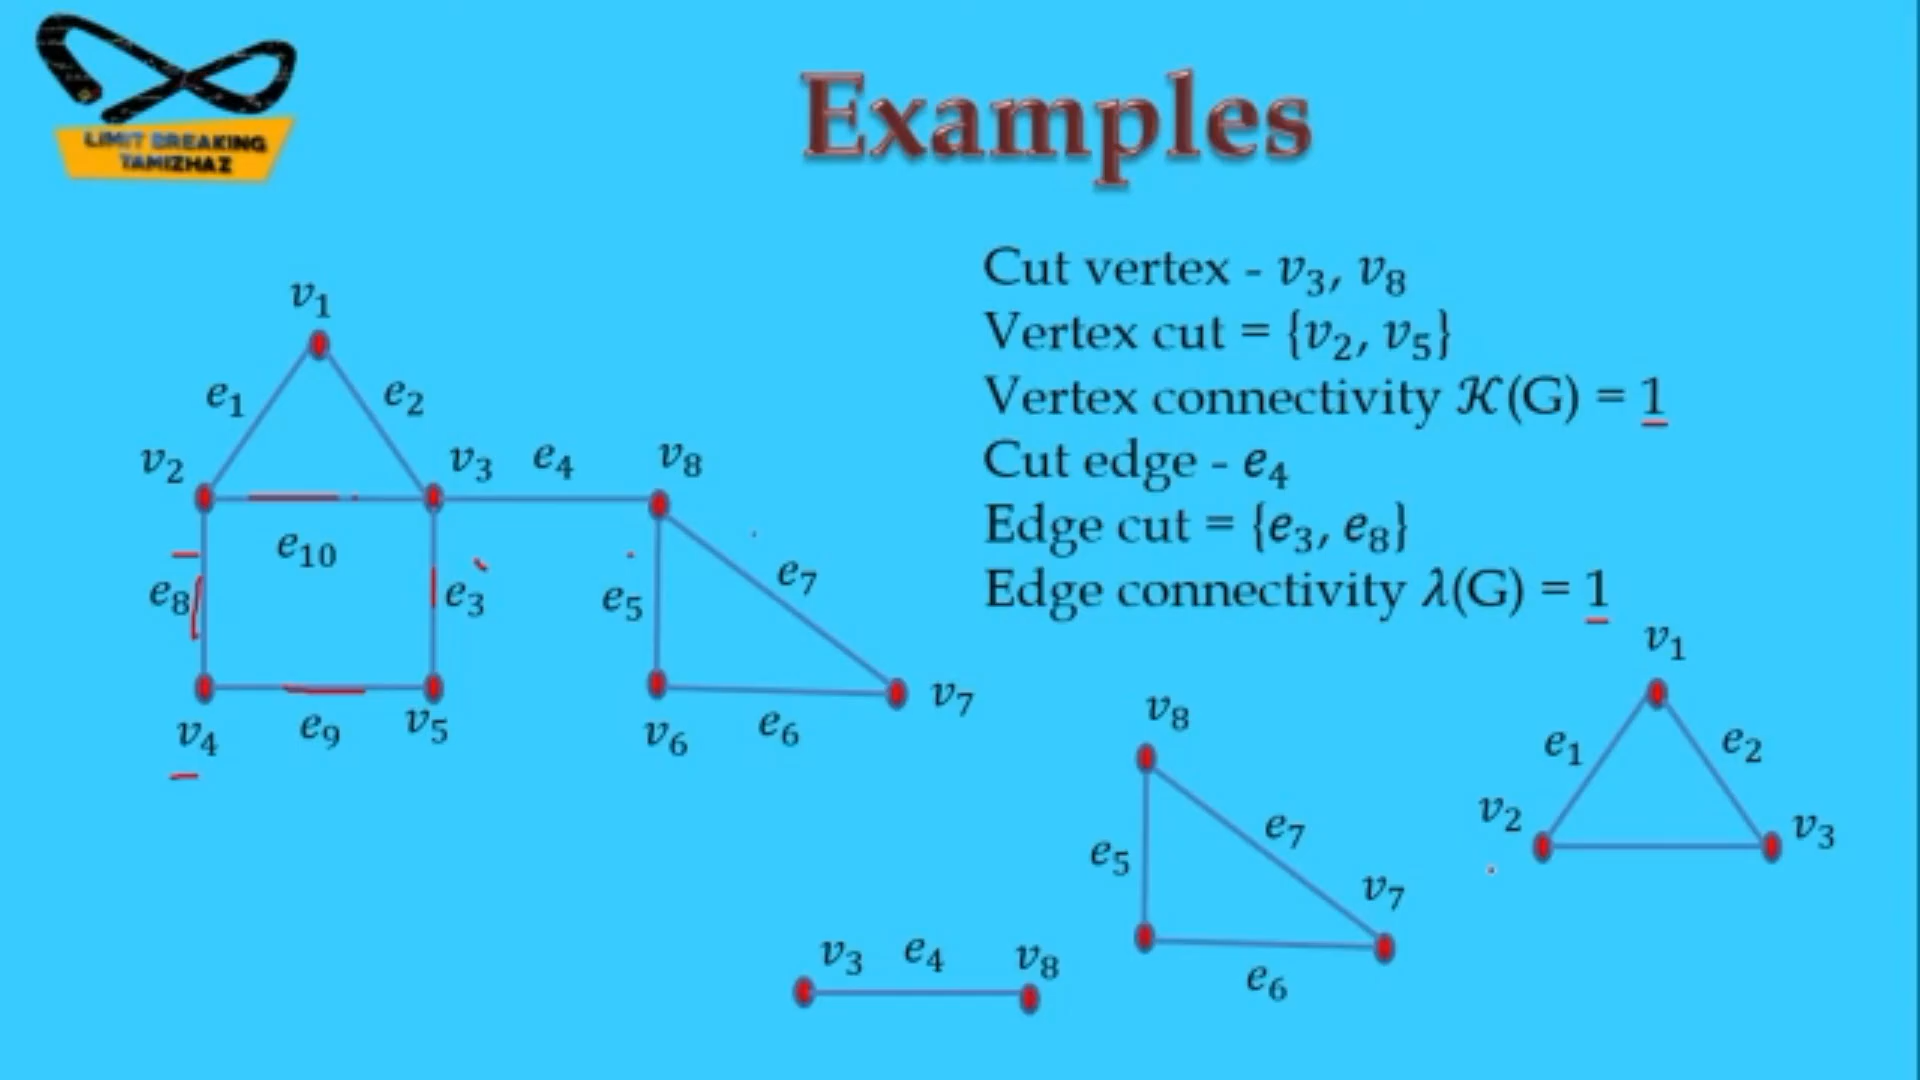 LIMIT BREAKING
TAMIZHAZ
Examples
Cut vertex - v₃, v₈
Vertex cut = {v₂, v₅}
Vertex connectivity 𝒦(G) = 1
Cut edge - e₄
Edge cut = {e₃, e₈}
Edge connectivity λ(G) = 1
v₁
e₁ e₂
v₂ v₃ e₄ v₈
e₁₀
e₈ e₃ e₅ e₇
v₄ e₉ v₅ v₆ e₆ v₇
v₈
e₅ e₇
v₇
e₆
v₁
e₁ e₂
v₂ v₃
v₃ e₄ v₈